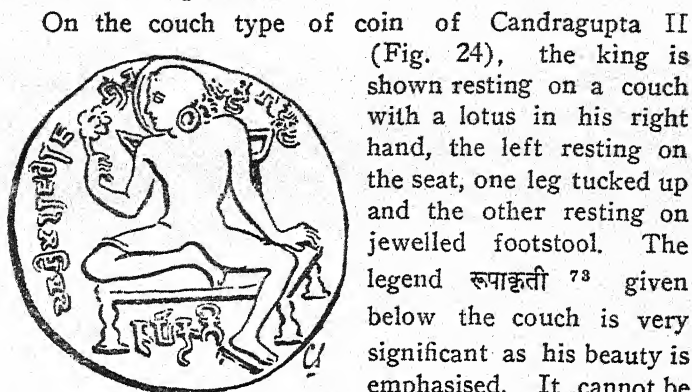 On the couch type of coin of Candragupta II
(Fig. 24), the king is
shown resting on a couch
with a lotus in his right
hand, the left resting on
the seat, one leg tucked up
and the other resting on
jewelled footstool. The
legend रूपाकृती 73 given
below the couch is very
significant as his beauty is
emphasised. It cannot be